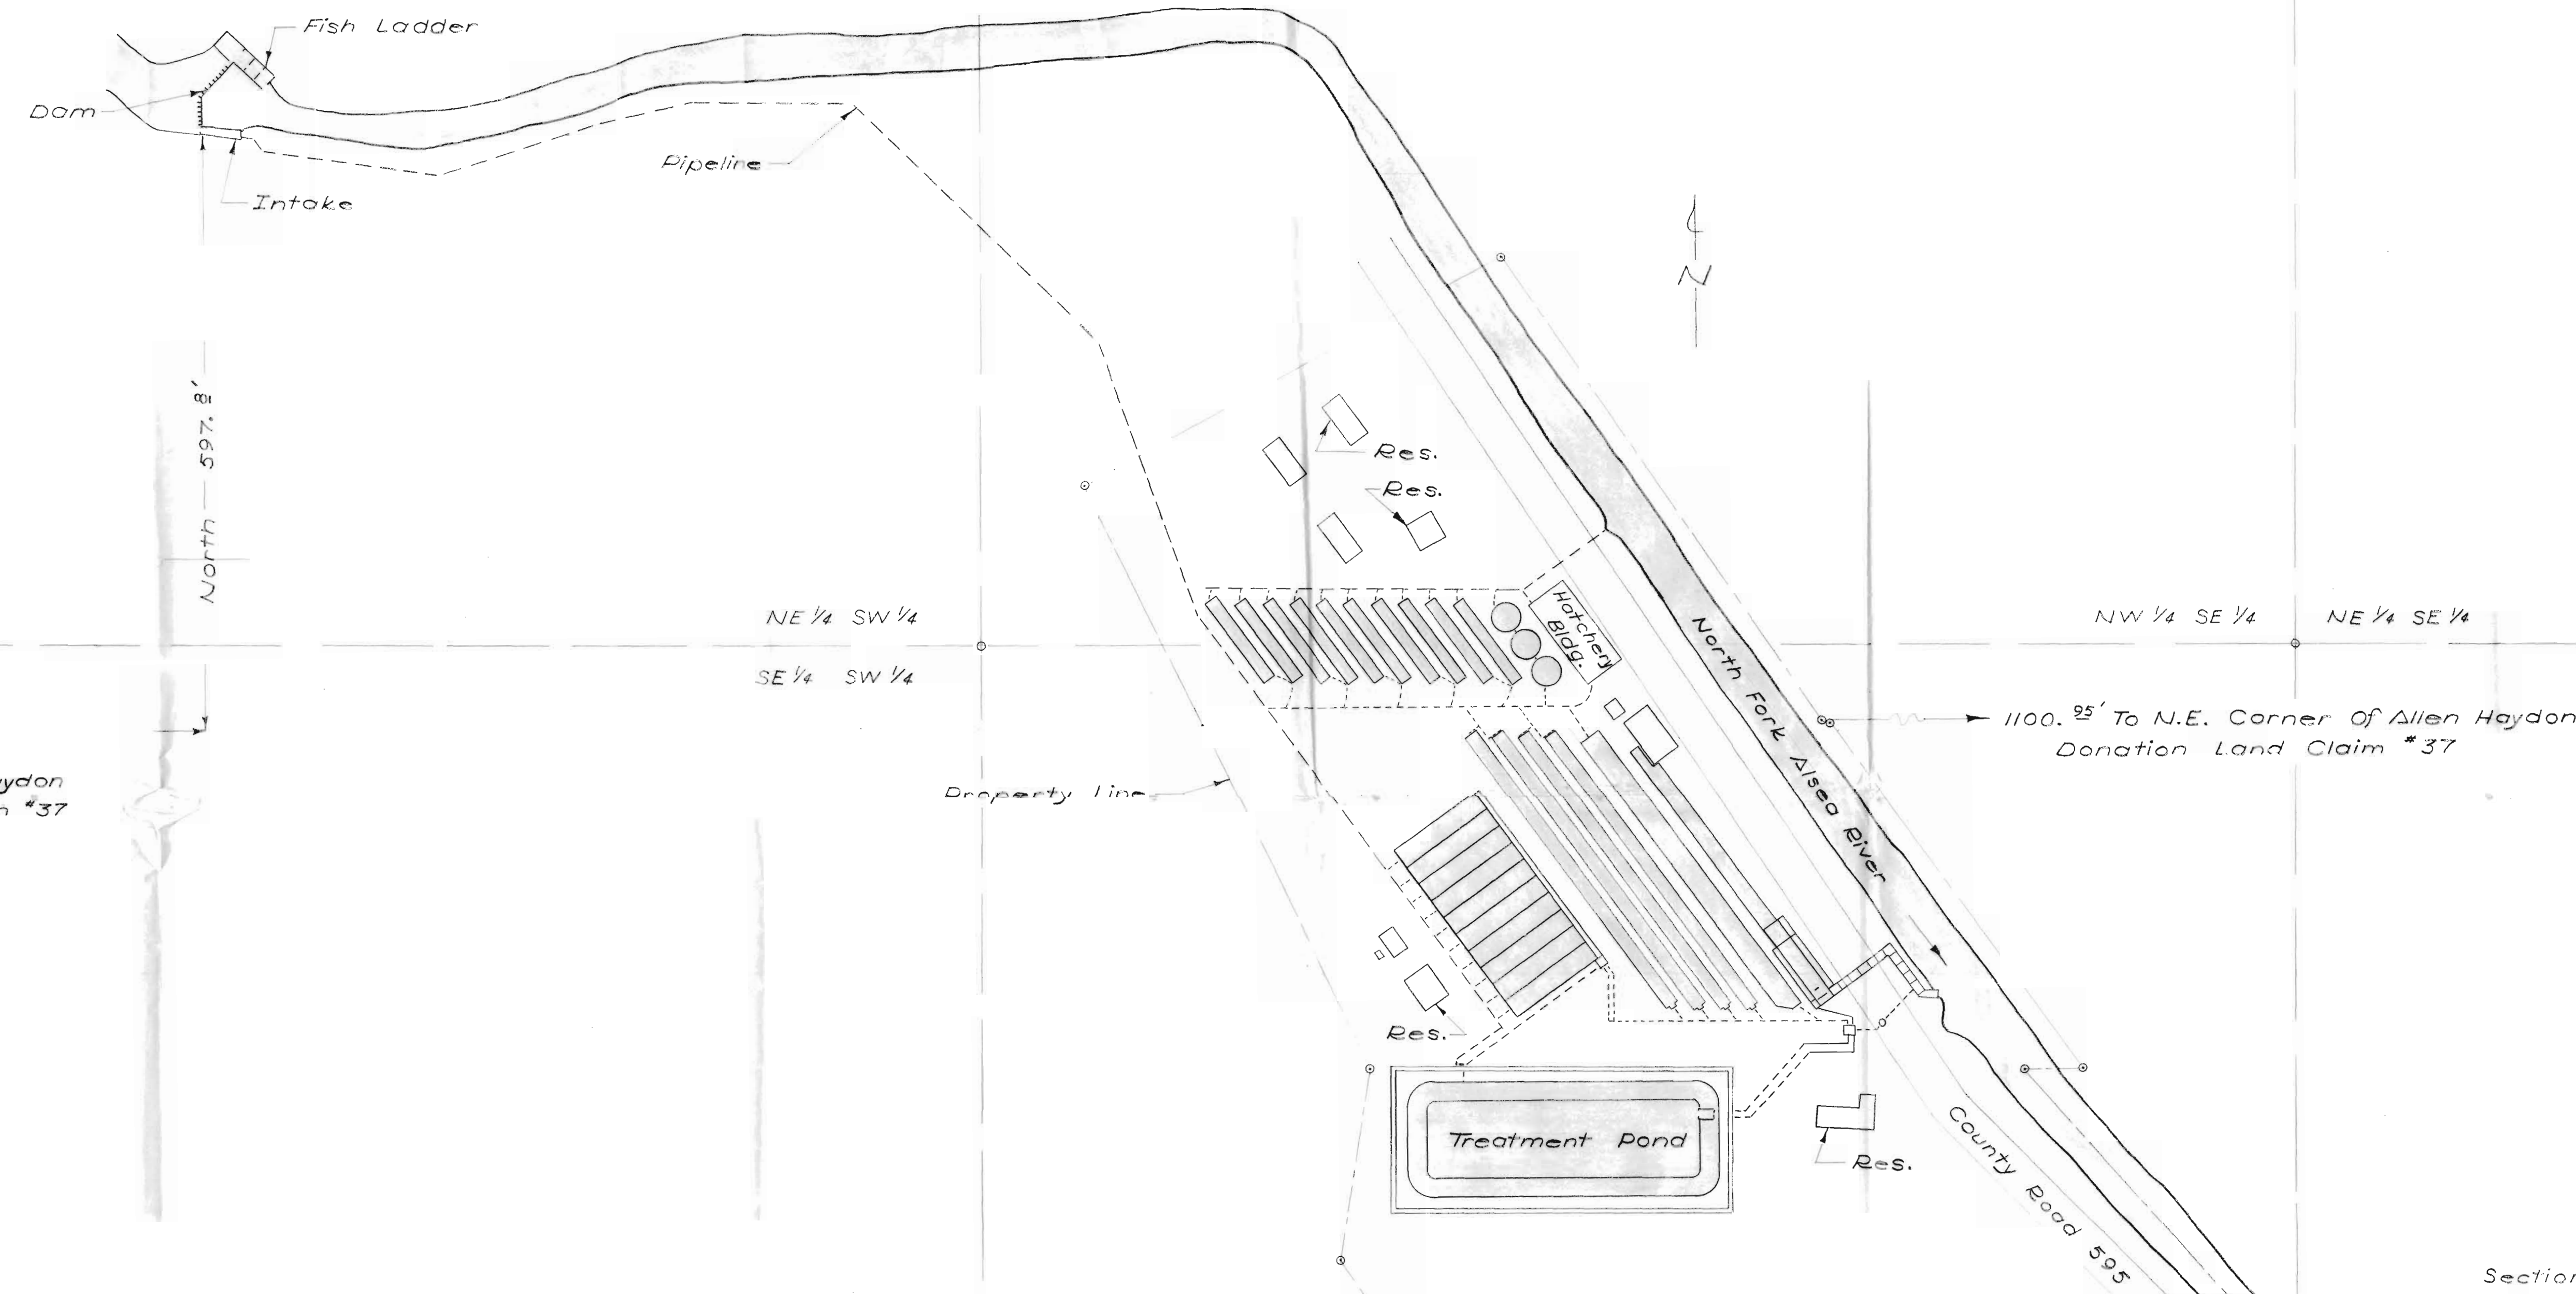 Fish Ladder
Dam
Pipeline
Intake
N
North — 597.8'
Res.
Res.
NE 1/4 SW 1/4
SE 1/4 SW 1/4
Hatchery
Bldg.
North Fork Alsea River
NW 1/4 SE 1/4
NE 1/4 SE 1/4
1100.95' To N.E. Corner Of Allen Haydon
Donation Land Claim #37
aydon
#37
Property line
Res.
Treatment Pond
Res.
County Road 595
Section